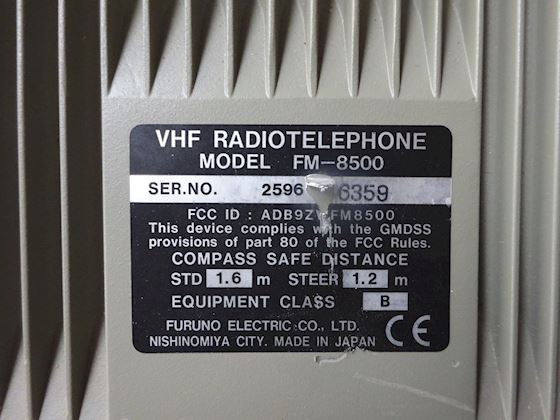 VHF RADIOTELEPHONE
MODEL FM-8500
SER.NO. 2596 6359
FCC ID : ADB9ZWFM8500
This device complies with the GMDSS
provisions of part 80 of the FCC Rules.
COMPASS SAFE DISTANCE
STD 1.6 m STEER 1.2 m
EQUIPMENT CLASS B
FURUNO ELECTRIC CO., LTD.
NISHINOMIYA CITY. MADE IN JAPAN CE